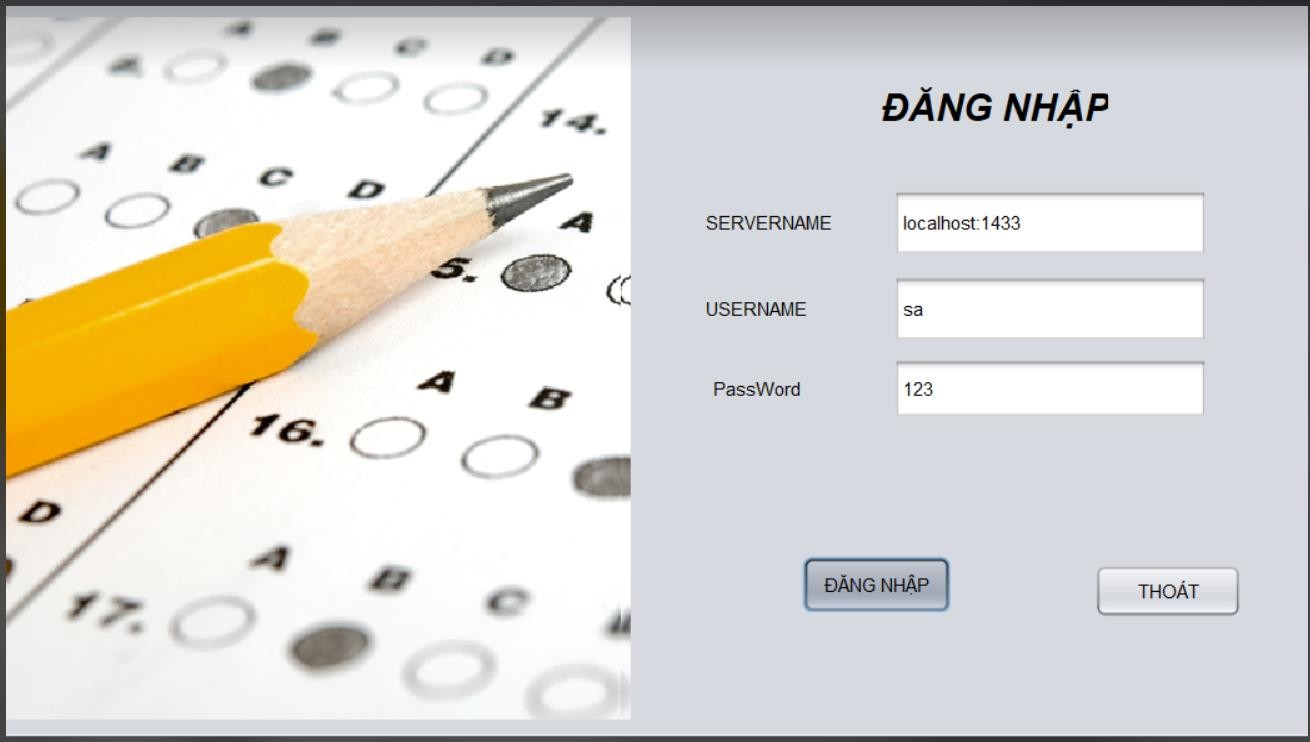 A B C D
A
14.
A B C D
A
5.
A B
16.
D
A B C
17.
ĐĂNG NHẬP
SERVERNAME localhost:1433
USERNAME sa
PassWord 123
ĐĂNG NHẬP THOÁT